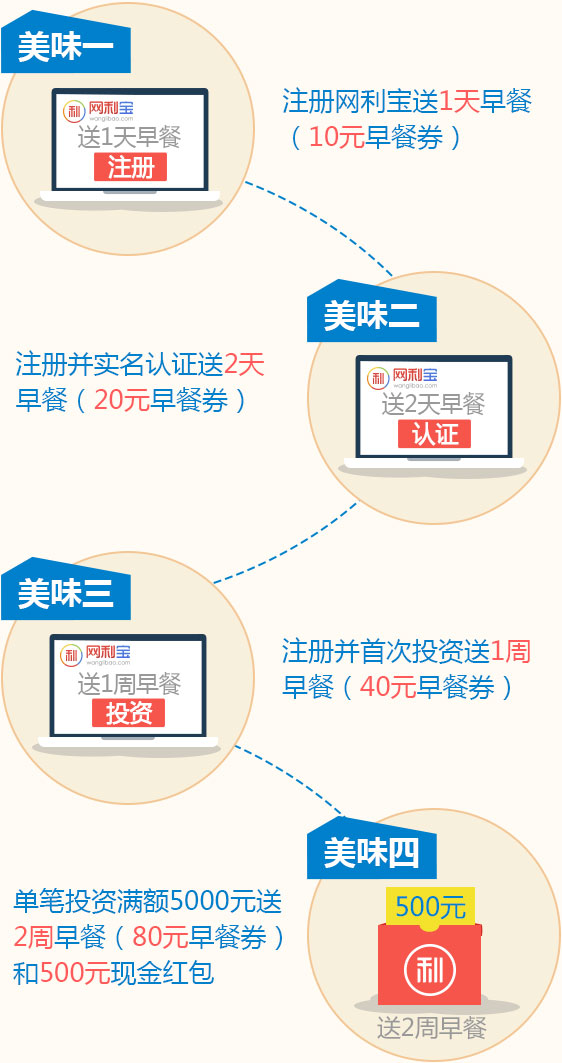 美味一
网利宝
wanglibao.com
送1天早餐
注册
注册网利宝送1天早餐
（10元早餐券）
美味二
网利宝
wanglibao.com
送2天早餐
认证
注册并实名认证送2天
早餐（20元早餐券）
美味三
网利宝
wanglibao.com
送1周早餐
投资
注册并首次投资送1周
早餐（40元早餐券）
美味四
500元
利
送2周早餐
单笔投资满额5000元送
2周早餐（80元早餐券）
和500元现金红包